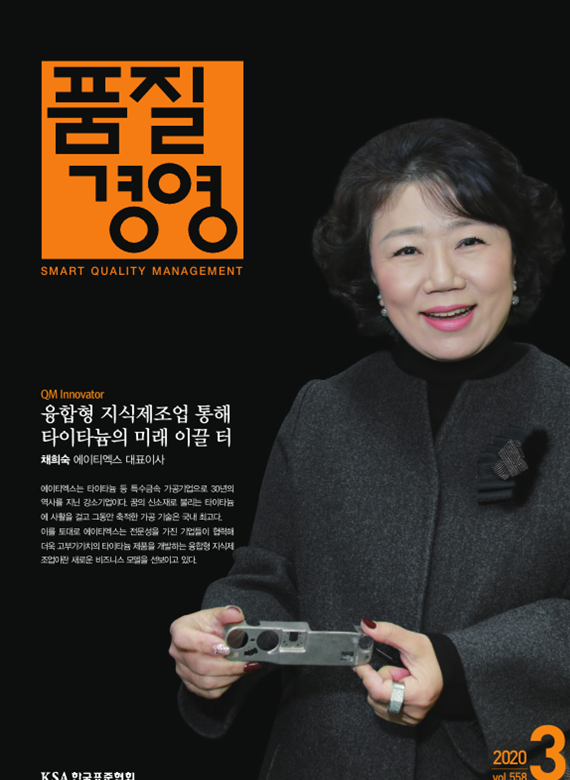 품질
경영
SMART QUALITY MANAGEMENT
QM Innovator
융합형 지식제조업 통해
타이타늄의 미래 이끌 터
채희숙 에이티엑스 대표이사
에이티엑스는 타이타늄 등 특수금속 가공기업으로 30년의
역사를 지닌 강소기업이다. 꿈의 신소재로 불리는 타이타늄
에 사활을 걸고 그동안 축적한 가공 기술은 국내 최고다.
이를 토대로 에이티엑스는 전문성을 가진 기업들이 협력해
더욱 고부가가치의 타이타늄 제품을 개발하는 융합형 지식제
조업이란 새로운 비즈니스 모델을 선보이고 있다.
KSA 한국표준협회
2020 3
vol.558